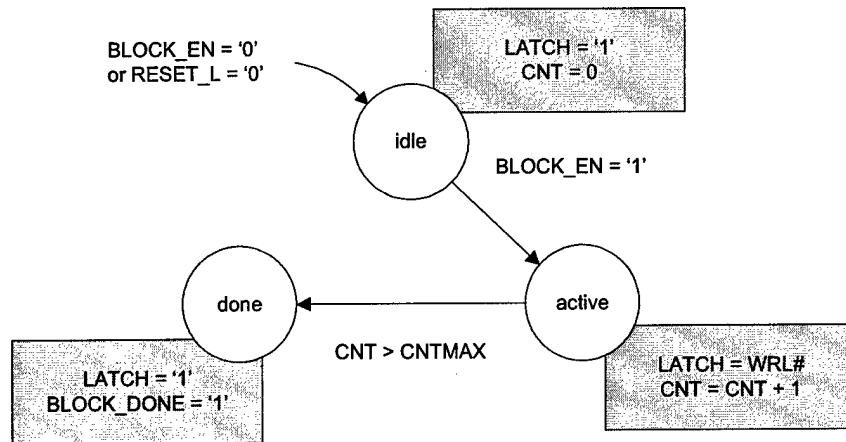 BLOCK_EN = ‘0’
or RESET_L = ‘0’
LATCH = ‘1’
CNT = 0
idle
BLOCK_EN = ‘1’
done
active
CNT > CNTMAX
LATCH = ‘1’
BLOCK_DONE = ‘1’
LATCH = WRL#
CNT = CNT + 1